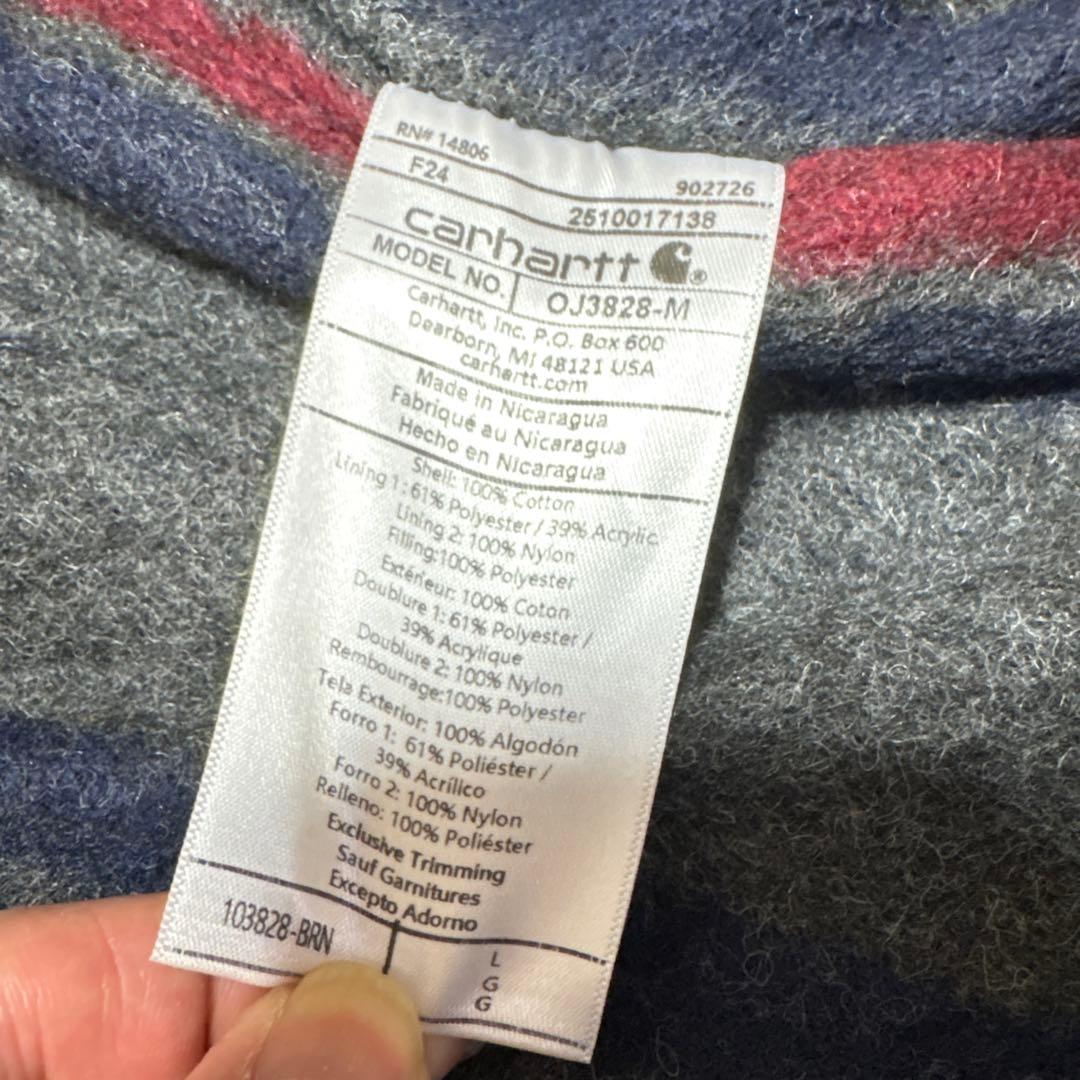 RN# 14806
F24 902726
2510017138
carhartt ®
MODEL NO. OJ3828-M
Carhartt, Inc. P.O. Box 600
Dearborn, MI 48121 USA
carhartt.com
Made in Nicaragua
Fabriqué au Nicaragua
Hecho en Nicaragua
Shell: 100% Cotton
Lining 1: 61% Polyester / 39% Acrylic
Lining 2: 100% Nylon
Filling:100% Polyester
Extérieur: 100% Coton
Doublure 1: 61% Polyester /
39% Acrylique
Doublure 2: 100% Nylon
Rembourrage:100% Polyester
Tela Exterior: 100% Algodón
Forro 1: 61% Poliéster /
39% Acrílico
Forro 2: 100% Nylon
Relleno: 100% Poliéster
Exclusive Trimming
Sauf Garnitures
Excepto Adorno
103828-BRN
L
G
G